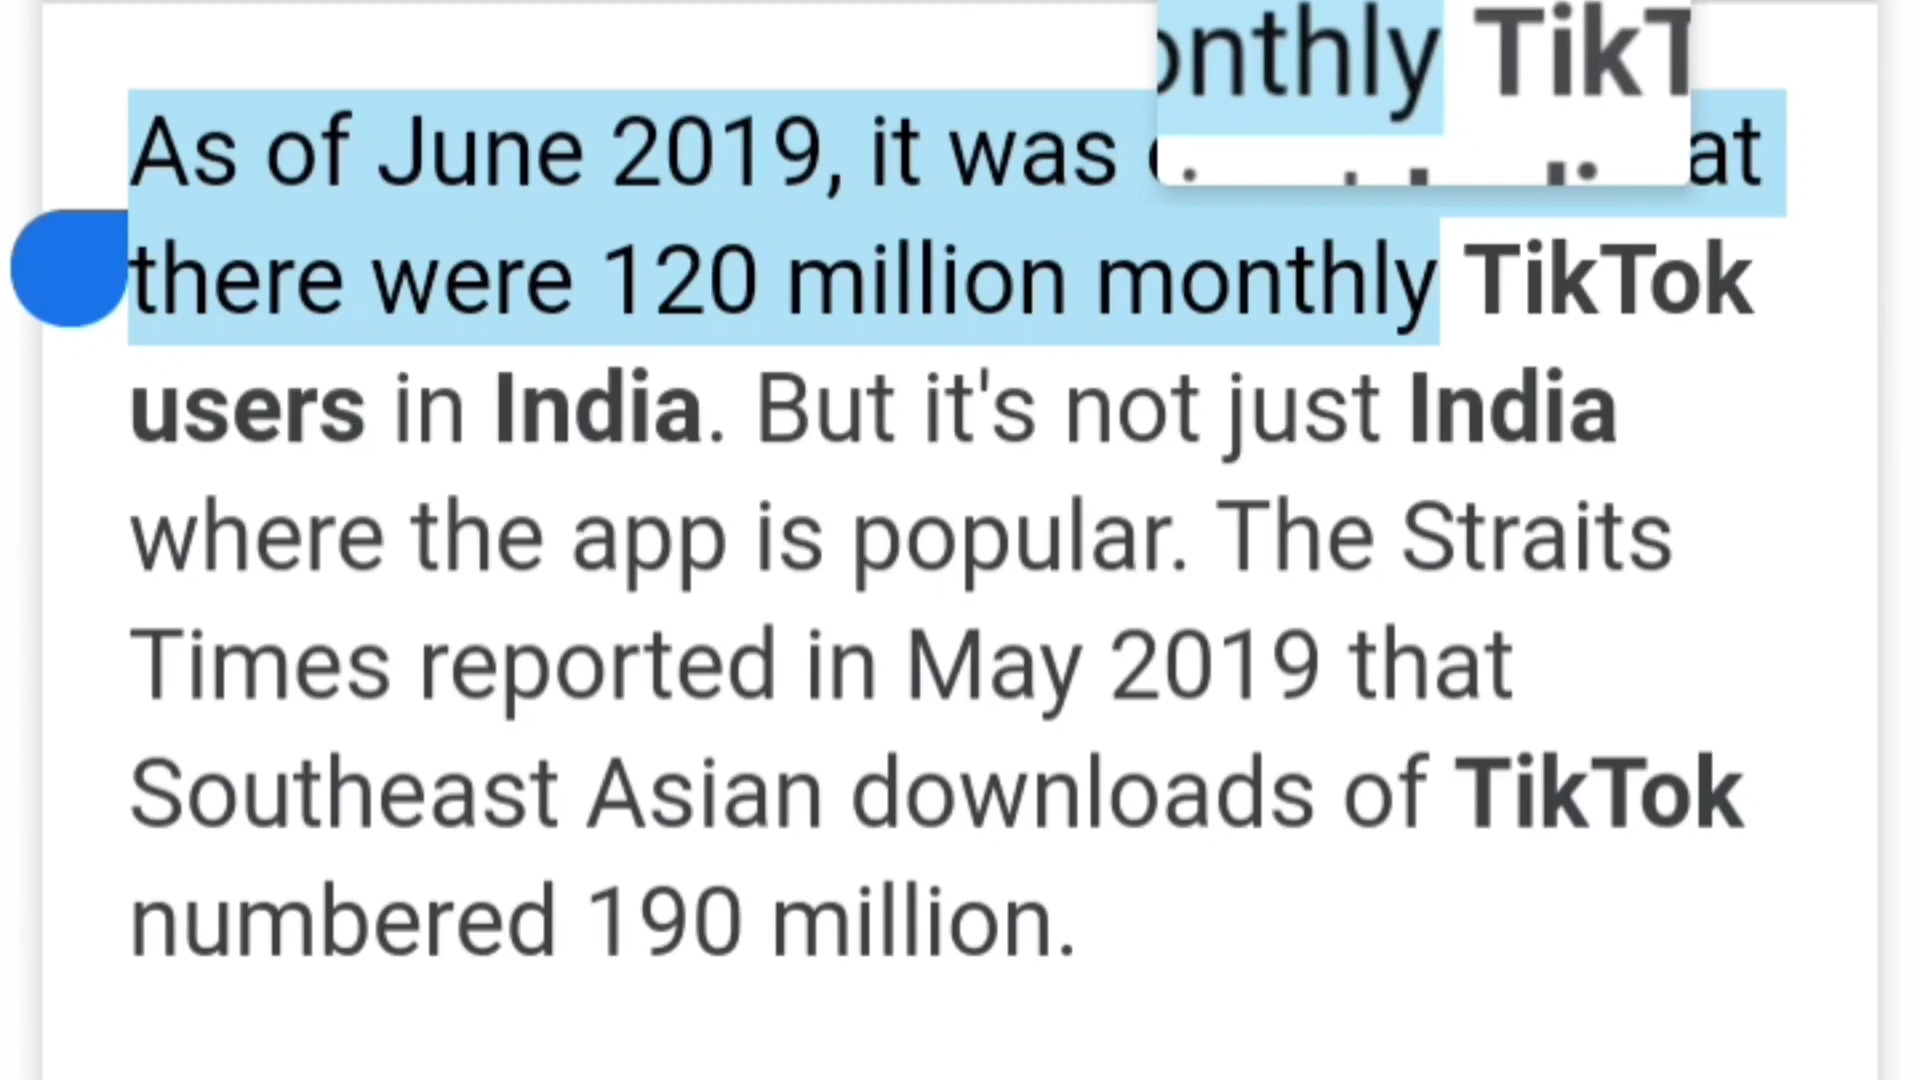 onthly TikT
As of June 2019, it was at
there were 120 million monthly TikTok
users in India. But it's not just India
where the app is popular. The Straits
Times reported in May 2019 that
Southeast Asian downloads of TikTok
numbered 190 million.